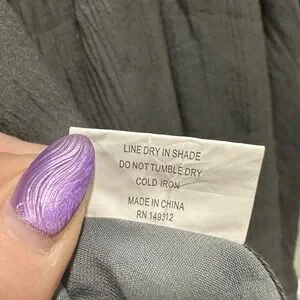 LINE DRY IN SHADE
DO NOT TUMBLE DRY
COLD IRON
MADE IN CHINA
RN 149312